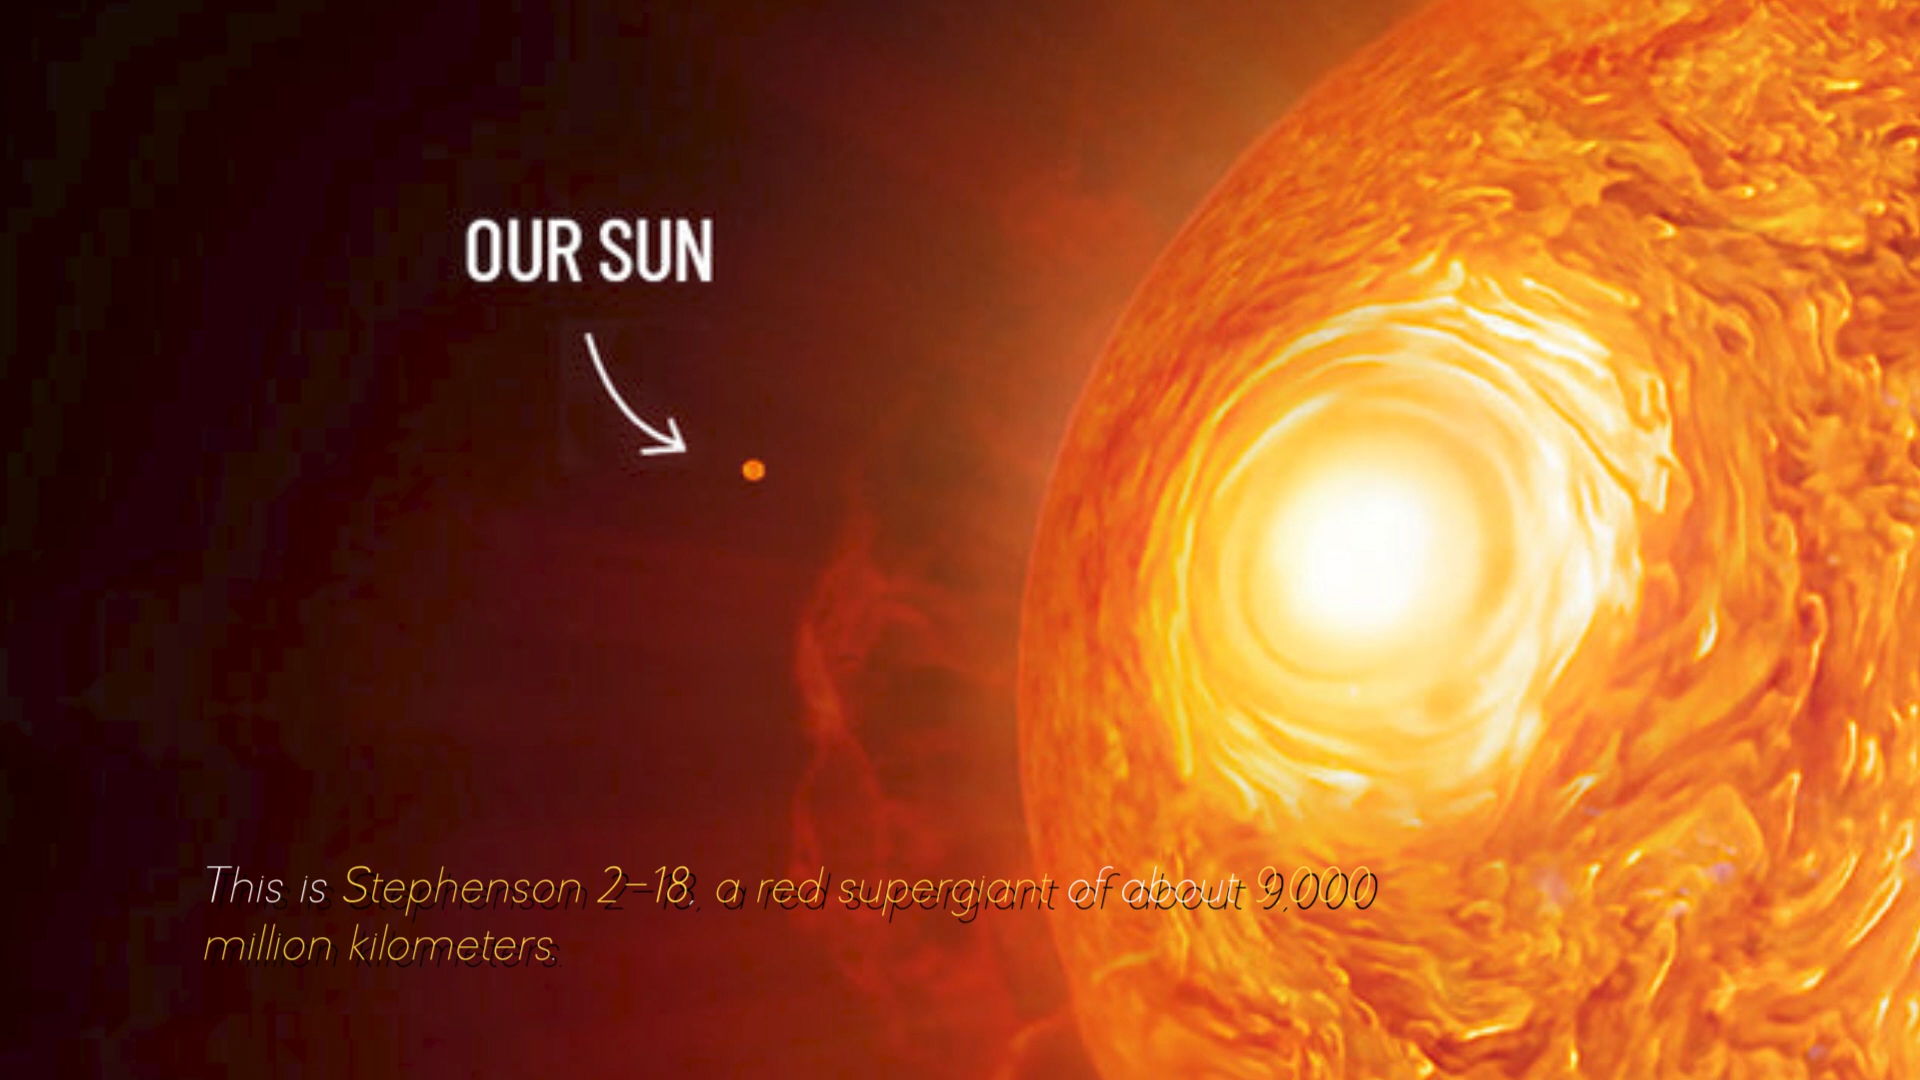 OUR SUN
This is Stephenson 2–18, a red supergiant of about 9,000
million kilometers.